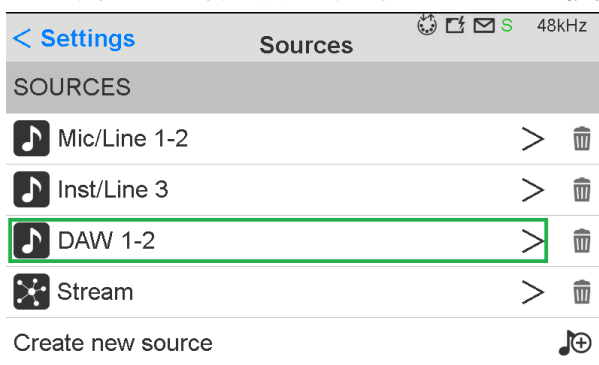 < Settings
Sources
S 48kHz
SOURCES
Mic/Line 1-2 >
Inst/Line 3 >
DAW 1-2 >
Stream >
Create new source